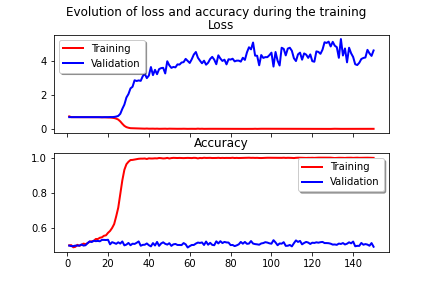 Evolution of loss and accuracy during the training
Loss
Training
Validation
4
2
0
Accuracy
1.0
0.8
0.6
Training
Validation
0 20 40 60 80 100 120 140